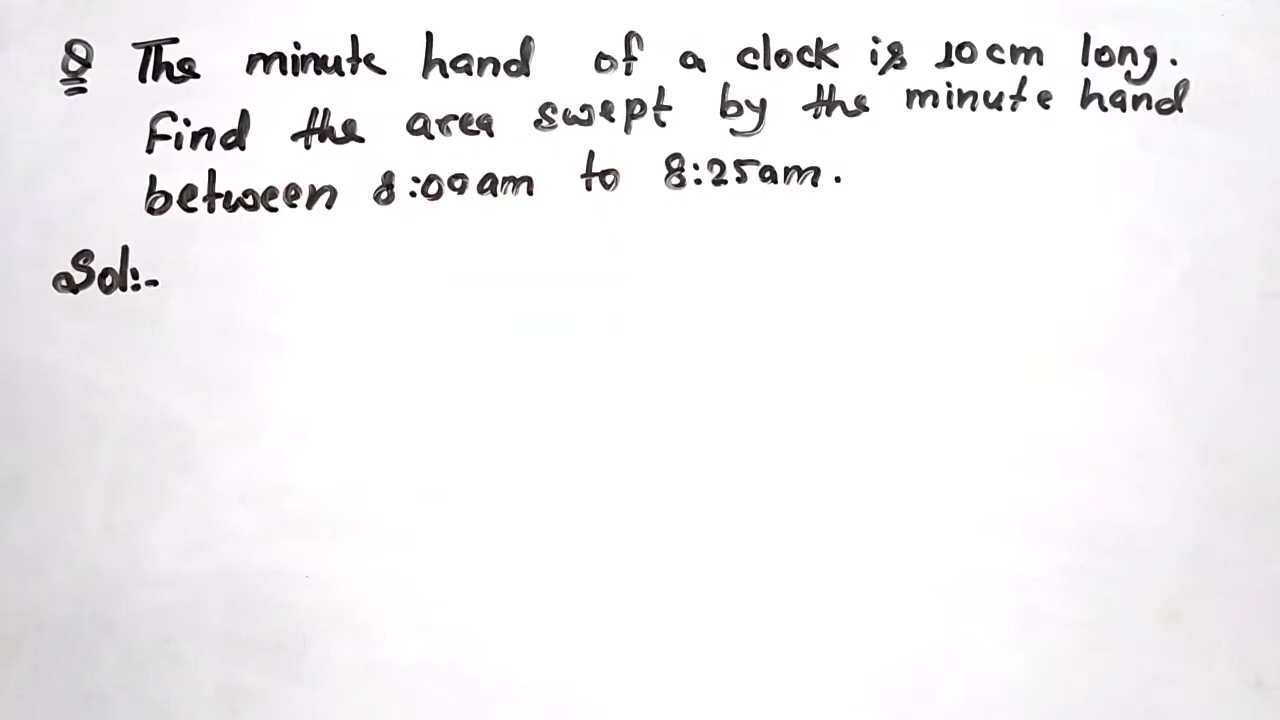 Q The minute hand of a clock is 10cm long.
Find the area swept by the minute hand
between 8:00am to 8:25am.
Sol:-